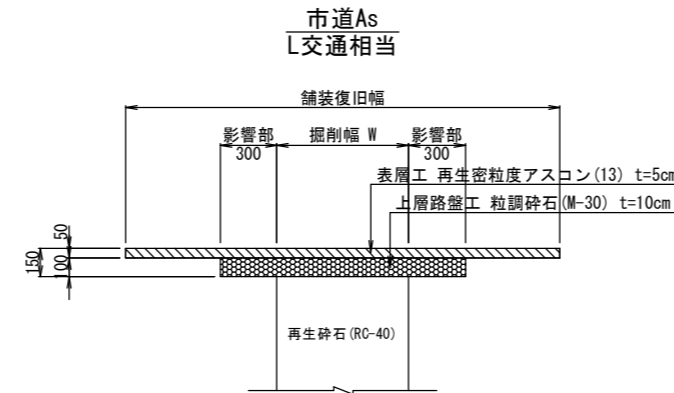 市道As
L交通相当
舗装復旧幅
影響部 掘削幅 W 影響部
300 300
表層工 再生密粒度アスコン(13) t=5cm
上層路盤工 粒調砕石(M-30) t=10cm
50
150
100
再生砕石(RC-40)